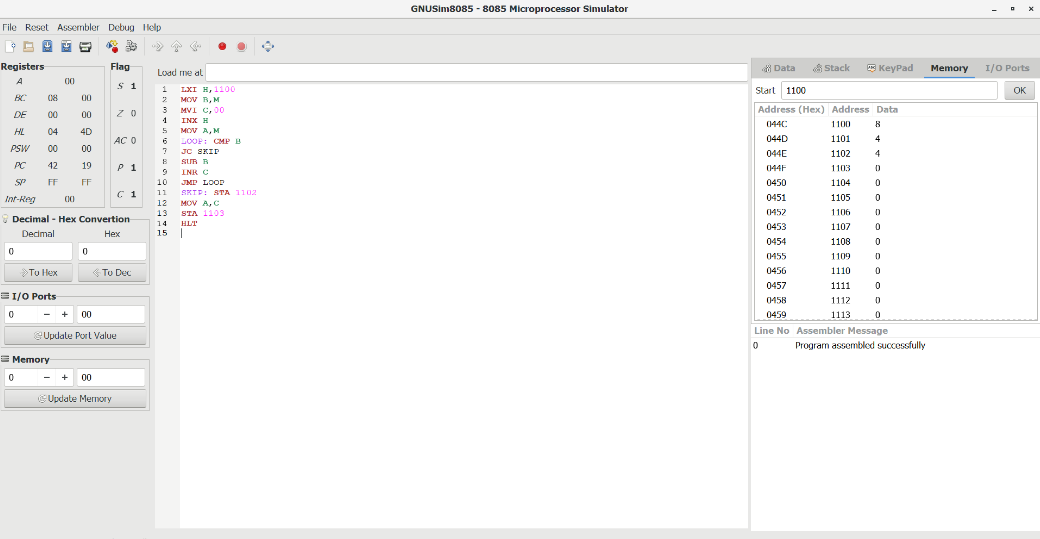 GNUSim8085 - 8085 Microprocessor Simulator
File Reset Assembler Debug Help
Registers
A 00
BC 08 00
DE 00 00
HL 04 4D
PSW 00 00
PC 42 19
SP FF FF
Int-Reg 00
Flag
S 1
Z 0
AC 0
P 1
C 1
Decimal - Hex Convertion
Decimal Hex
0 0
To Hex To Dec
I/O Ports
0 − + 00
Update Port Value
Memory
0 − + 00
Update Memory
Load me at
1 LXI H,1100
2 MOV B,M
3 MVI C,00
4 INX H
5 MOV A,M
6 LOOP: CMP B
7 JC SKIP
8 SUB B
9 INR C
10 JMP LOOP
11 SKIP: STA 1102
12 MOV A,C
13 STA 1103
14 HLT
15
Data Stack KeyPad Memory I/O Ports
Start 1100 OK
Address (Hex) Address Data
044C 1100 8
044D 1101 4
044E 1102 4
044F 1103 0
0450 1104 0
0451 1105 0
0452 1106 0
0453 1107 0
0454 1108 0
0455 1109 0
0456 1110 0
0457 1111 0
0458 1112 0
0459 1113 0
Line No Assembler Message
0 Program assembled successfully